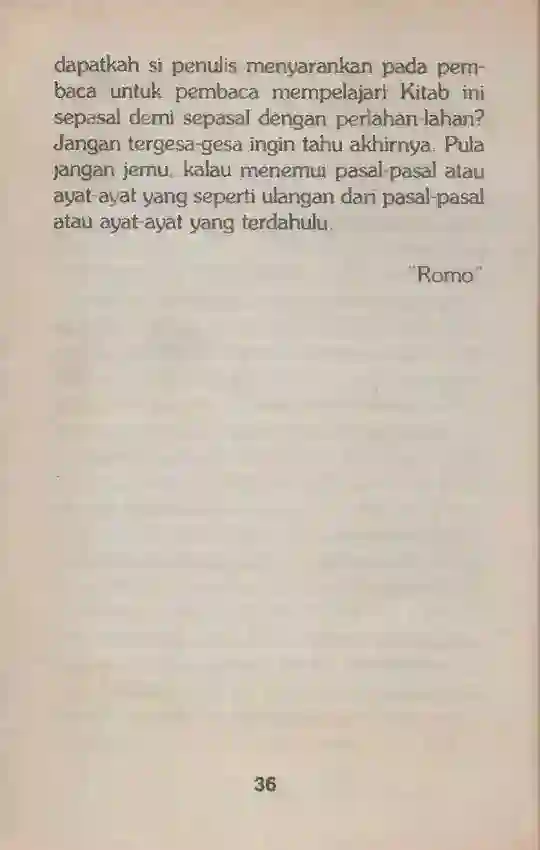 dapatkah si penulis menyarankan pada pem-
baca untuk pembaca mempelajari Kitab ini
sepasal demi sepasal dengan perlahan-lahan?
Jangan tergesa-gesa ingin tahu akhirnya. Pula
jangan jemu, kalau menemui pasal-pasal atau
ayat-ayat yang seperti ulangan dari pasal-pasal
atau ayat-ayat yang terdahulu.
"Romo"
36